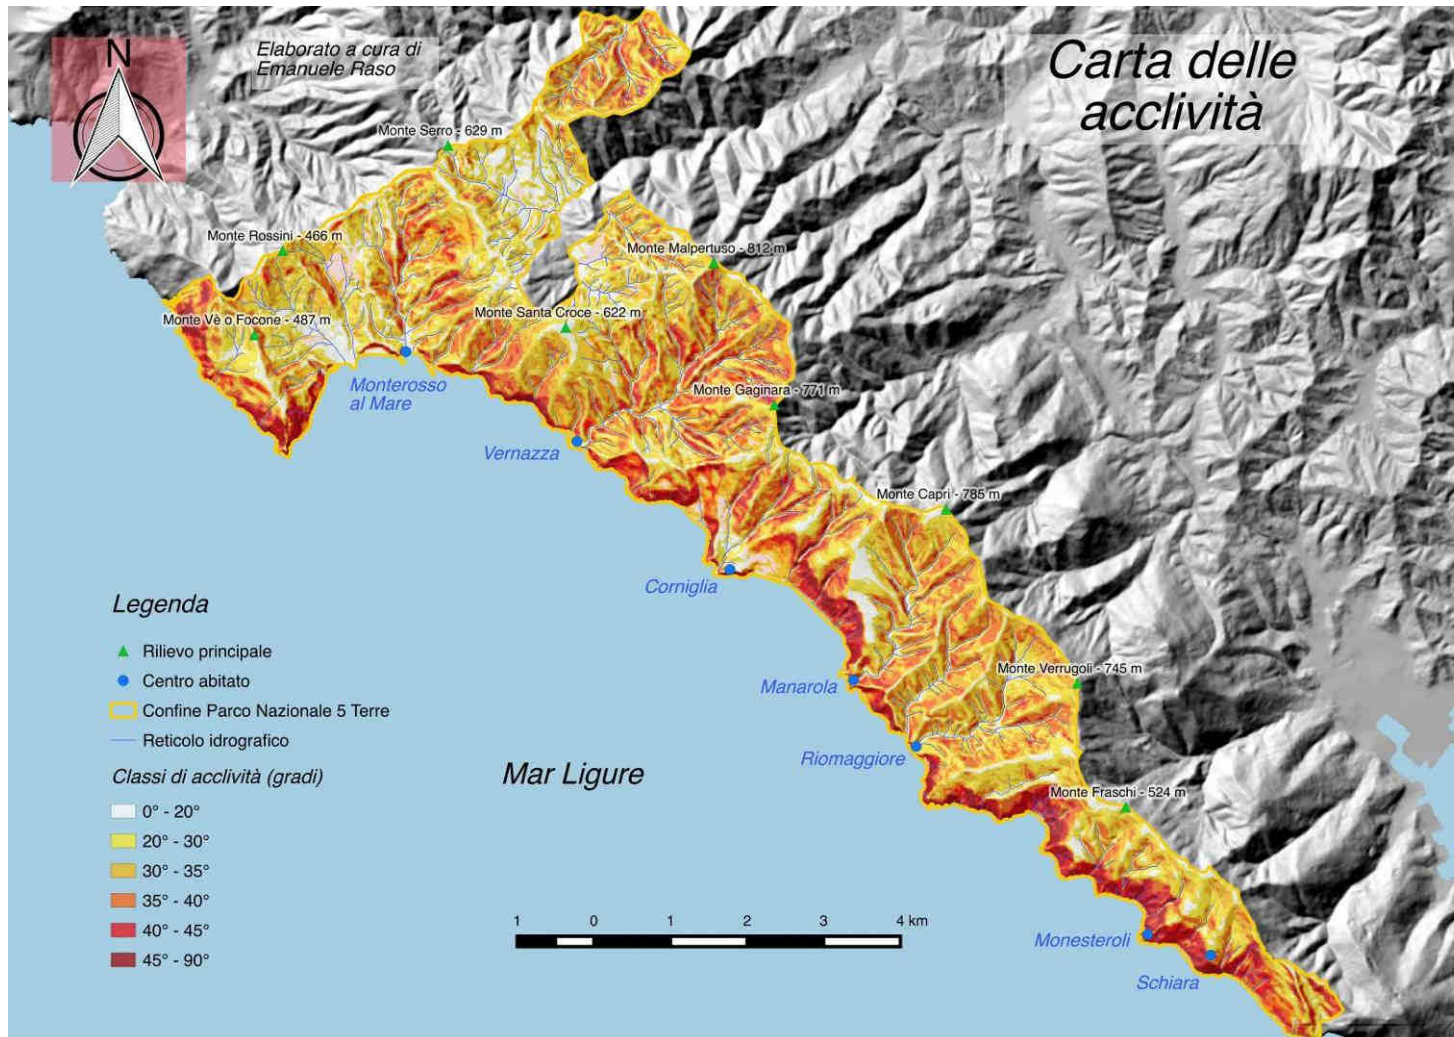 N
Elaborato a cura di
Emanuele Raso
Carta delle
acclività
Monte Serro - 629 m
Monte Rossini - 466 m
Monte Malpertuso - 812 m
Monte Vè o Focone - 487 m
Monte Santa Croce - 622 m
Monterosso
al Mare
Monte Gaginara - 771 m
Vernazza
Monte Capri - 785 m
Corniglia
Legenda
Rilievo principale
Centro abitato
Confine Parco Nazionale 5 Terre
Reticolo idrografico
Classi di acclività (gradi)
0° - 20°
20° - 30°
30° - 35°
35° - 40°
40° - 45°
45° - 90°
Monte Verrugoli - 745 m
Manarola
Riomaggiore
Mar Ligure
Monte Fraschi - 524 m
1 0 1 2 3 4 km
Monesteroli
Schiara